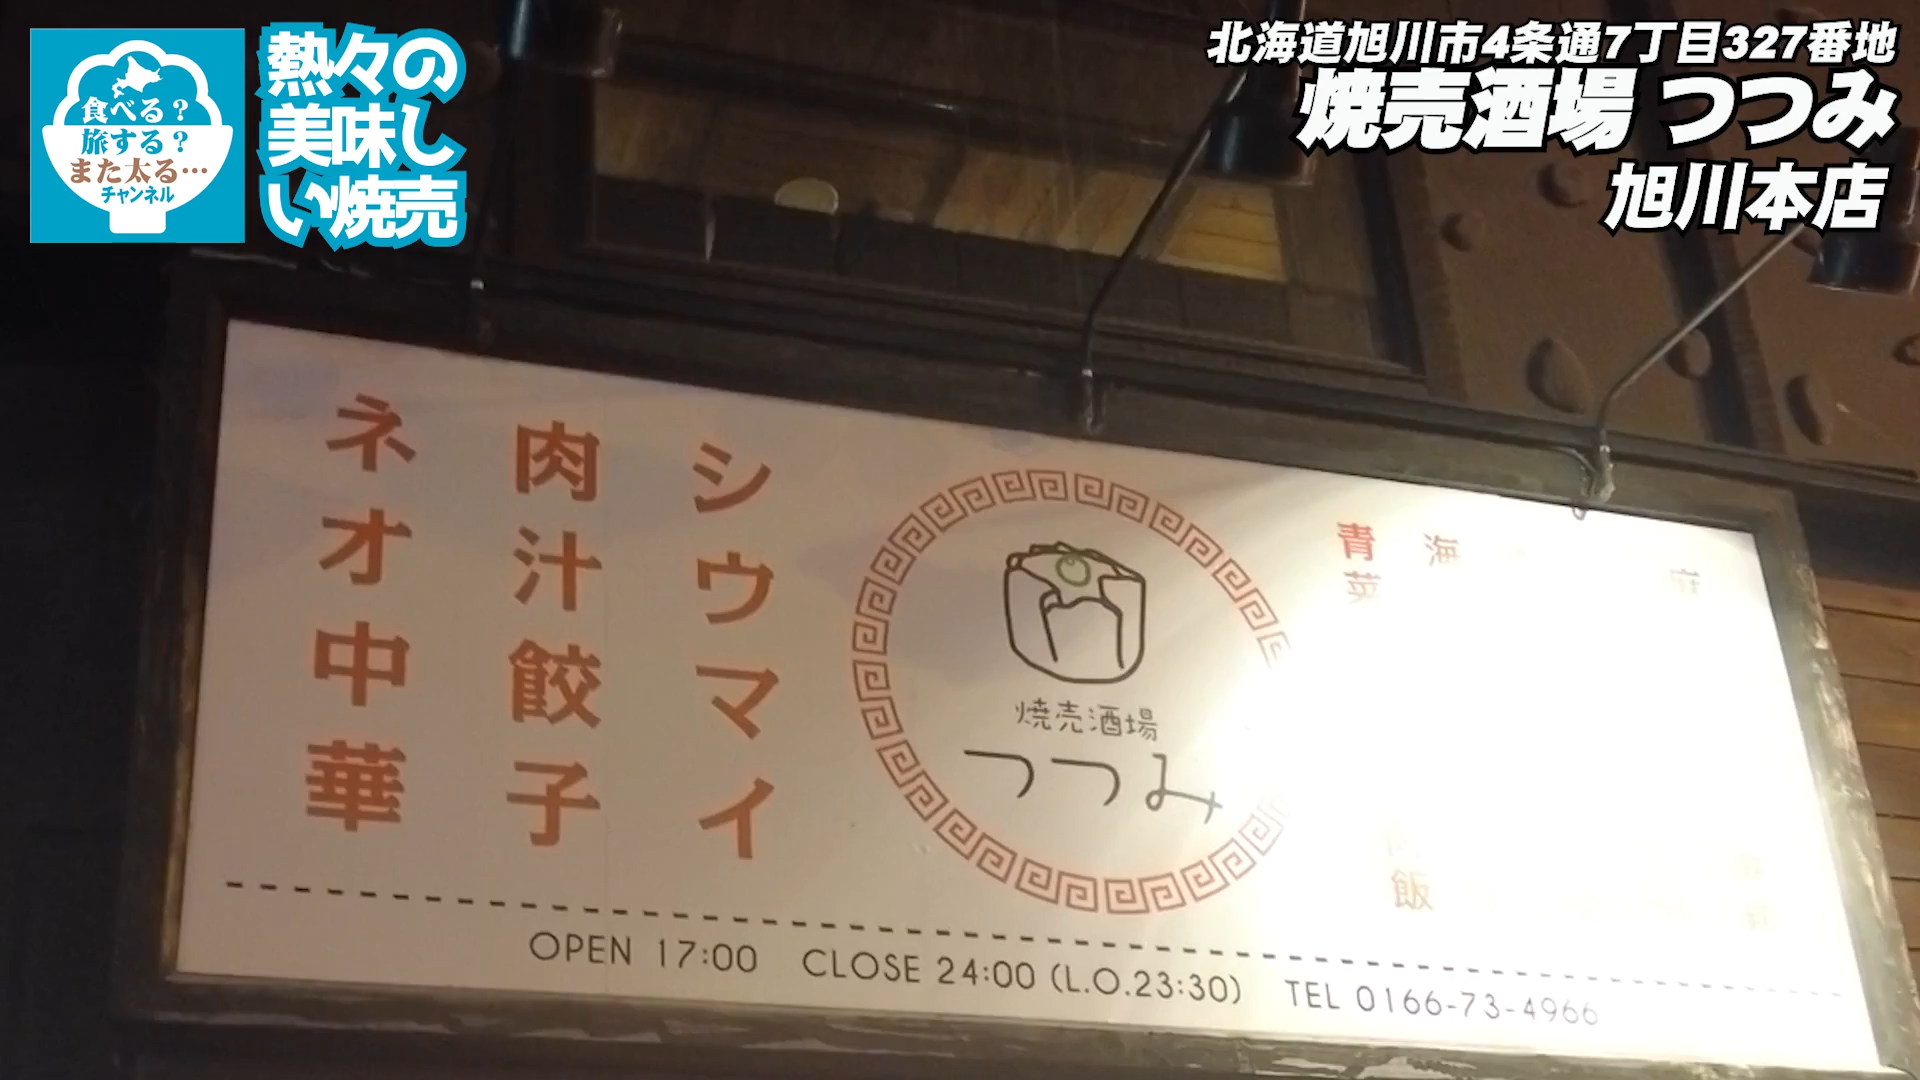 食べる?
旅する?
また太る…
チャンネル
熱々の
美味し
い焼売
北海道旭川市4条通7丁目327番地
焼売酒場 つつみ
旭川本店
シウマイ
肉汁餃子
ネオ中華
焼売酒場
つつみ
海
青菜
飯
OPEN 17:00 CLOSE 24:00 (L.O.23:30) TEL 0166-73-4966